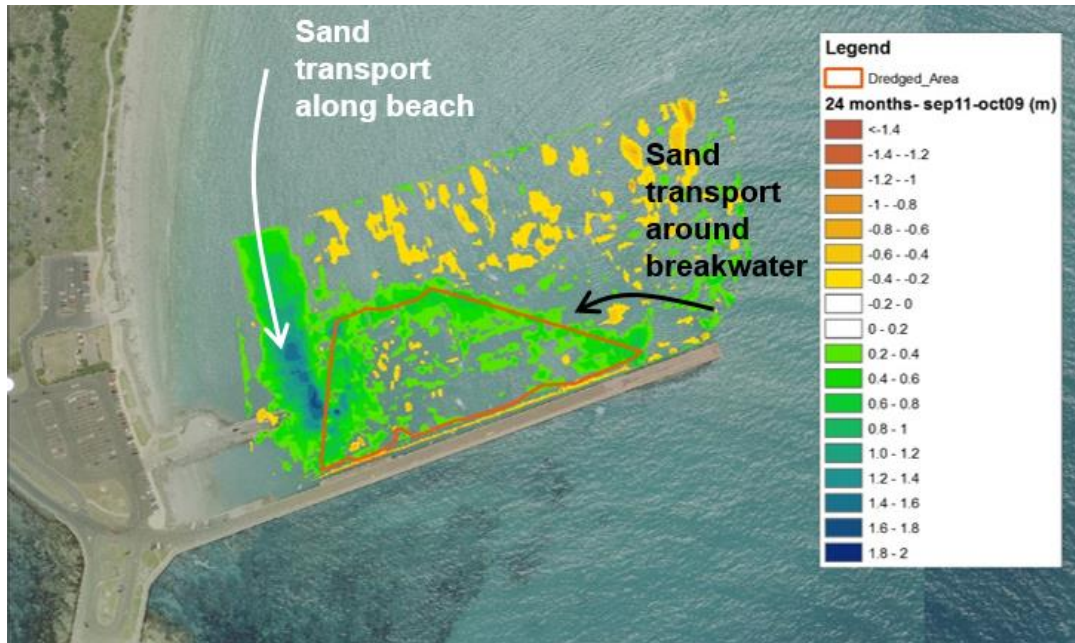 Sand
transport
along beach
Sand
transport
around
breakwater
Legend
Dredged_Area
24 months- sep11-oct09 (m)
<-1.4
-1.4 - -1.2
-1.2 - -1
-1 - -0.8
-0.8 - -0.6
-0.6 - -0.4
-0.4 - -0.2
-0.2 - 0
0 - 0.2
0.2 - 0.4
0.4 - 0.6
0.6 - 0.8
0.8 - 1
1.0 - 1.2
1.2 - 1.4
1.4 - 1.6
1.6 - 1.8
1.8 - 2